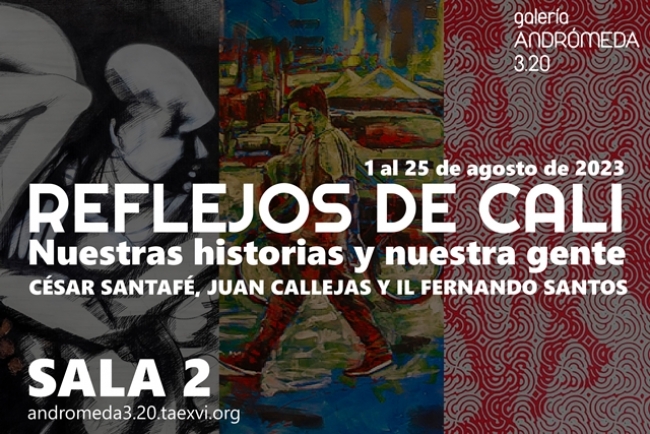 galería
ANDRÓMEDA
3.20
1 al 25 de agosto de 2023
REFLEJOS DE CALI
Nuestras historias y nuestra gente
CÉSAR SANTAFÉ, JUAN CALLEJAS Y IL FERNANDO SANTOS
SALA 2
andromeda3.20.taexvi.org